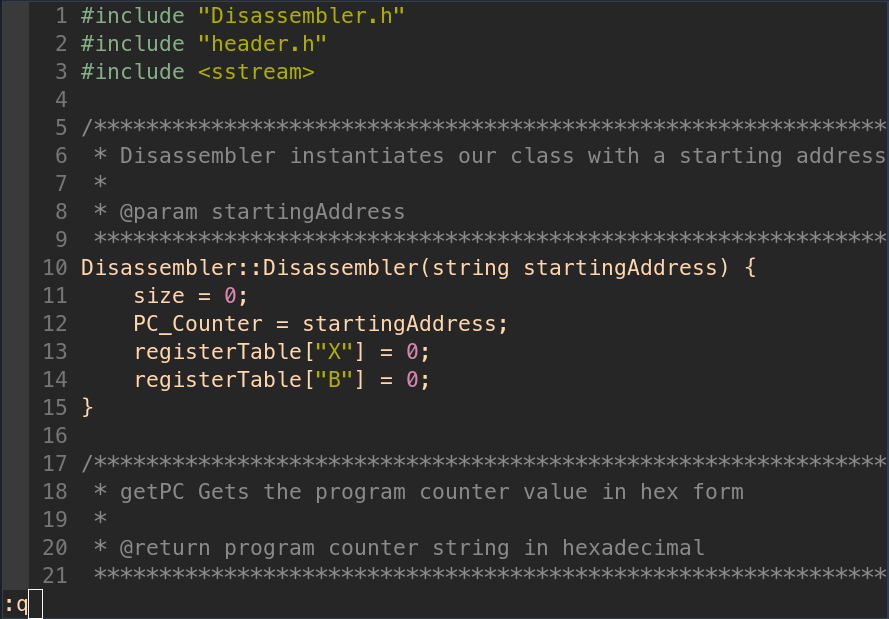 1 #include "Disassembler.h"
2 #include "header.h"
3 #include <sstream>
4
5 /*************************************************************
6  * Disassembler instantiates our class with a starting address
7  *
8  * @param startingAddress
9  *************************************************************
10 Disassembler::Disassembler(string startingAddress) {
11     size = 0;
12     PC_Counter = startingAddress;
13     registerTable["X"] = 0;
14     registerTable["B"] = 0;
15 }
16
17 /*************************************************************
18  * getPC Gets the program counter value in hex form
19  *
20  * @return program counter string in hexadecimal
21  *************************************************************
:q